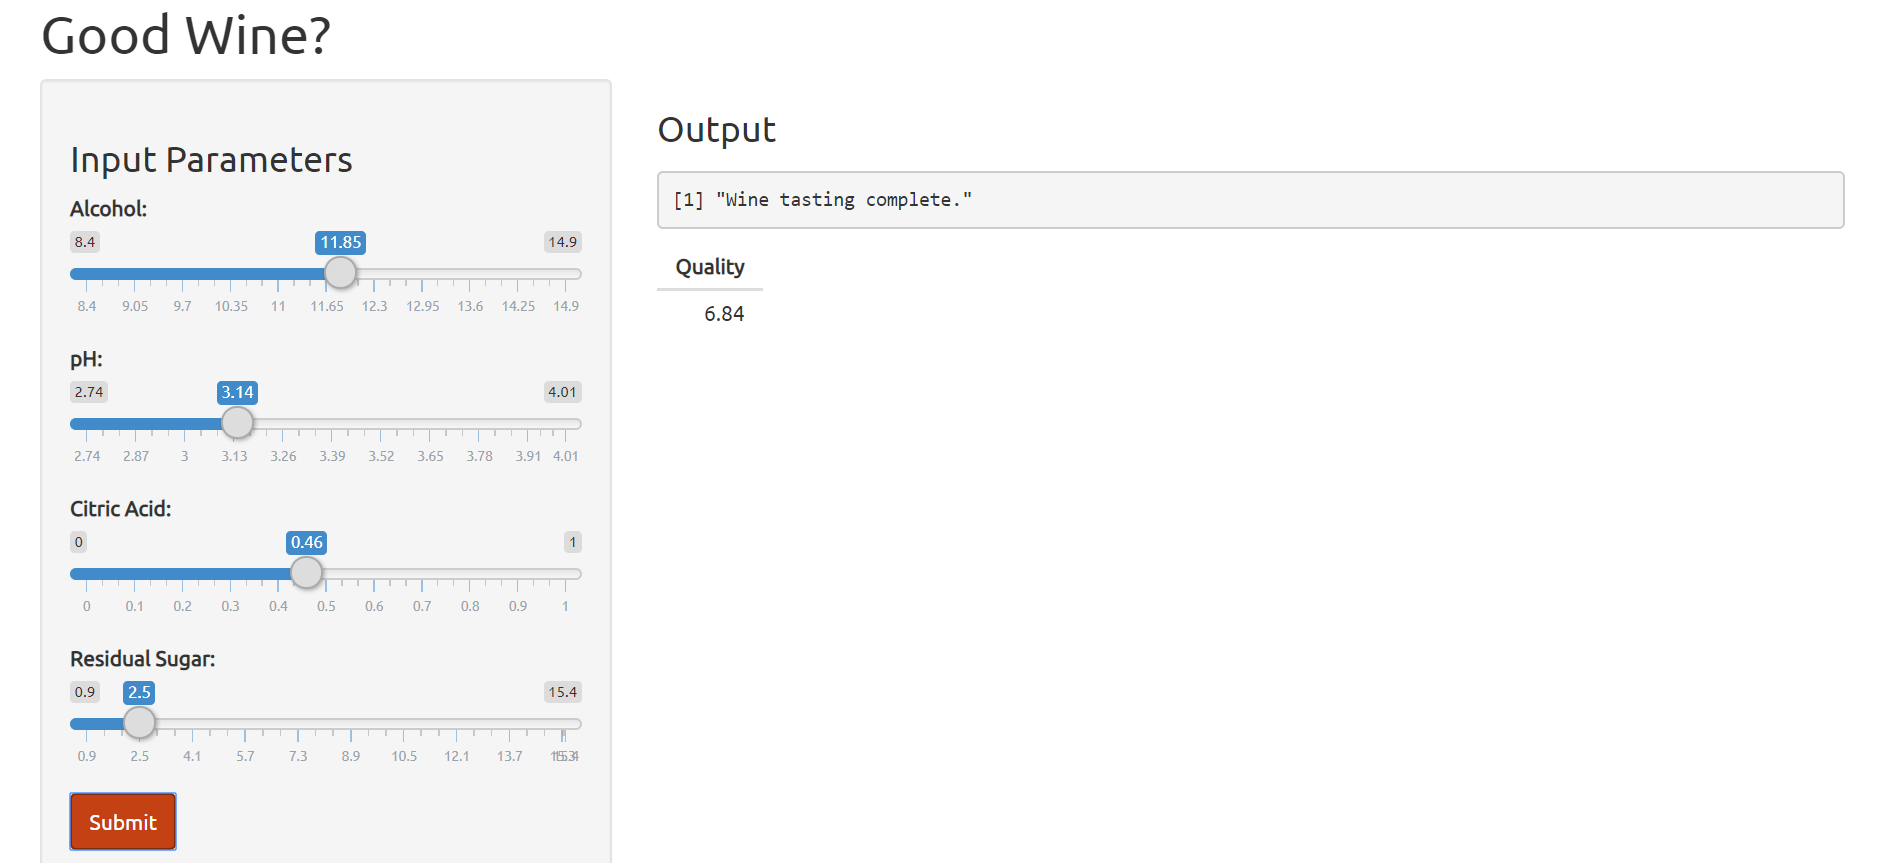 Good Wine?
Input Parameters
Alcohol:
8.4 11.85 14.9
8.4 9.05 9.7 10.35 11 11.65 12.3 12.95 13.6 14.25 14.9
pH:
2.74 3.14 4.01
2.74 2.87 3 3.13 3.26 3.39 3.52 3.65 3.78 3.91 4.01
Citric Acid:
0 0.46 1
0 0.1 0.2 0.3 0.4 0.5 0.6 0.7 0.8 0.9 1
Residual Sugar:
0.9 2.5 15.4
0.9 2.5 4.1 5.7 7.3 8.9 10.5 12.1 13.7
Submit
Output
[1] "Wine tasting complete."
Quality
6.84